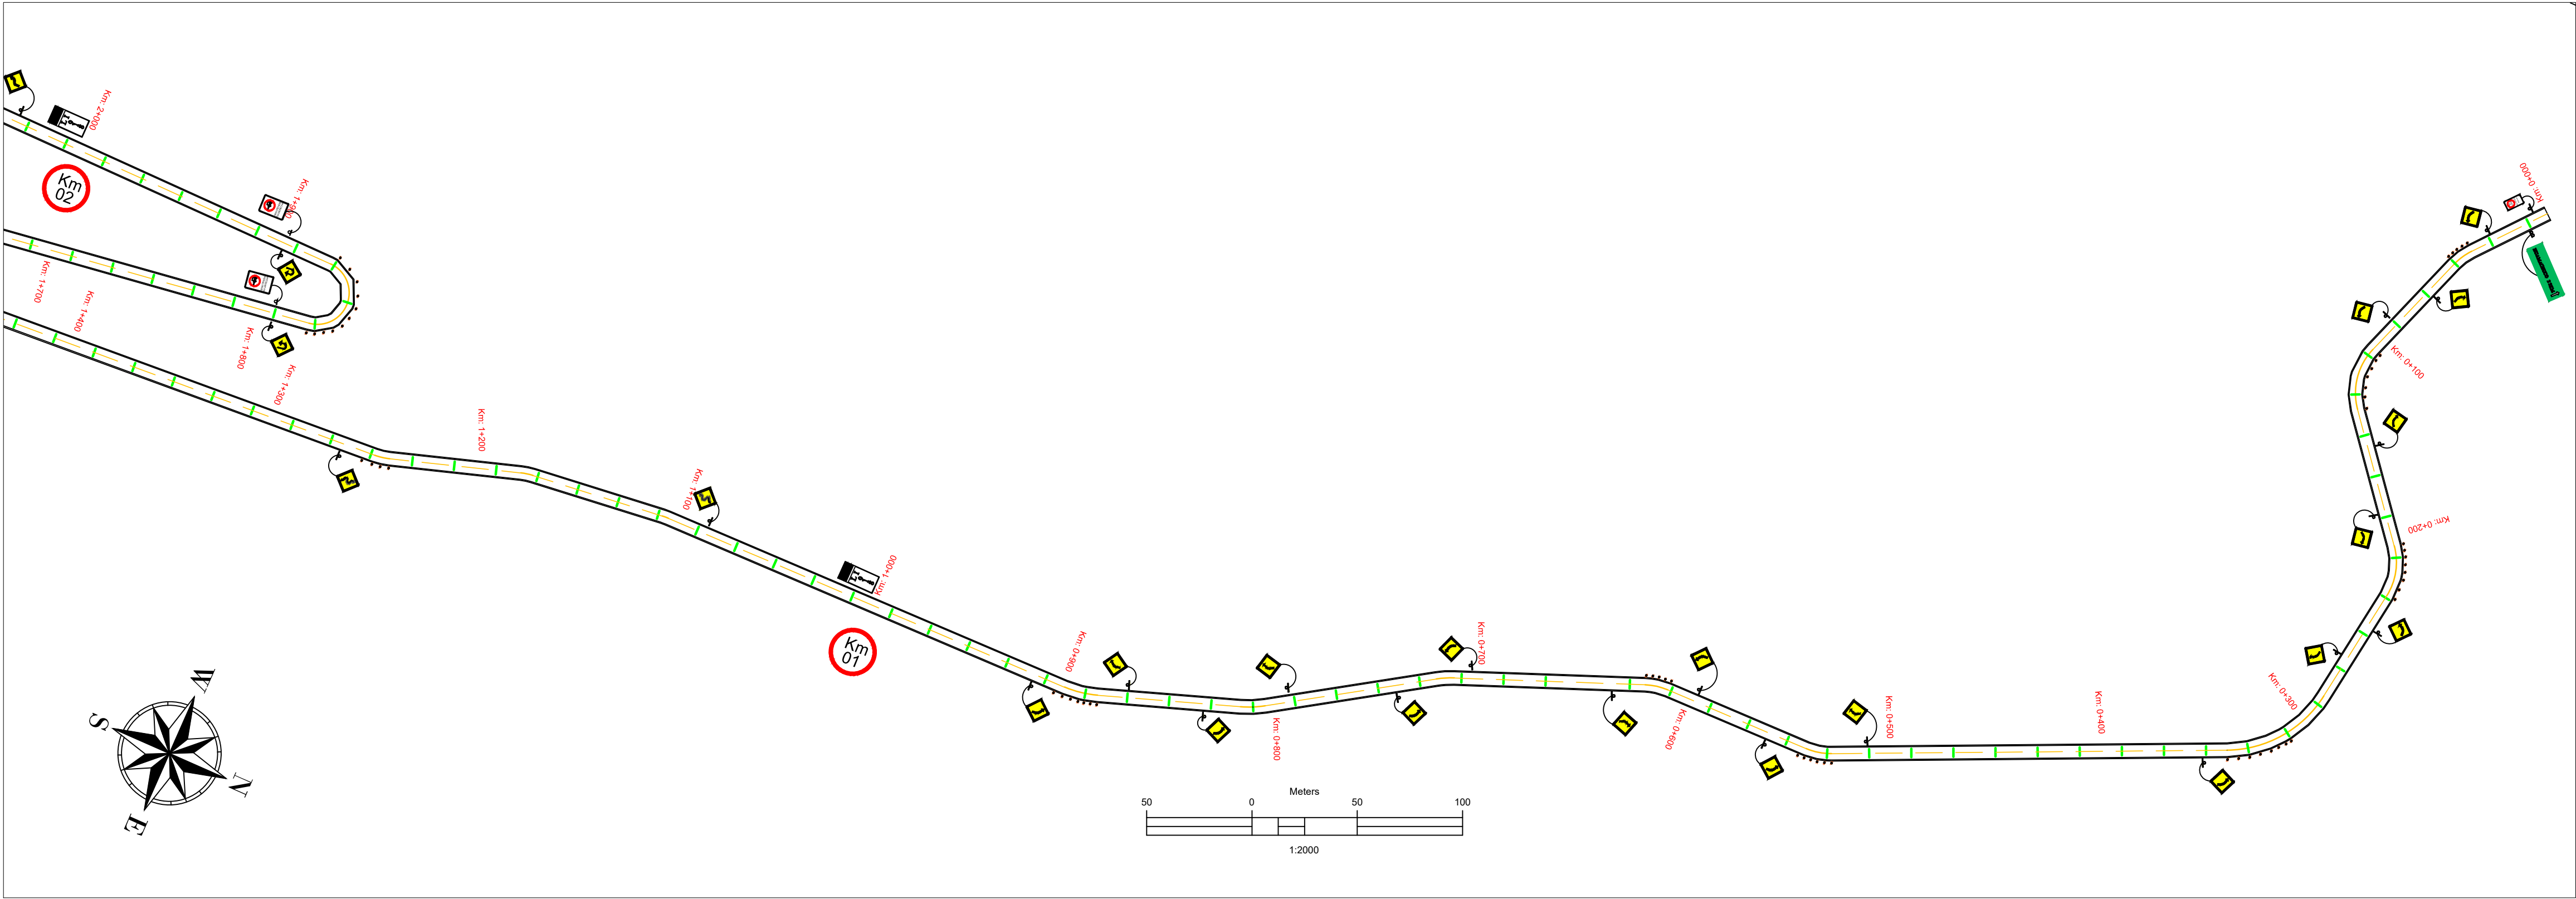 Km: 2+000
Km
02
Km: 1+900
Km: 1+700
Km: 1+400
Km: 1+800
Km: 1+300
Km: 1+200
Km: 1+100
Km: 1+000
Km
01
Km: 0+900
Km: 0+800
Km: 0+700
Km: 0+600
Km: 0+500
Km: 0+400
Km: 0+300
Km: 0+200
Km: 0+100
Km: 0+000
W
S
N
E
Meters
50 0 50 100
1:2000